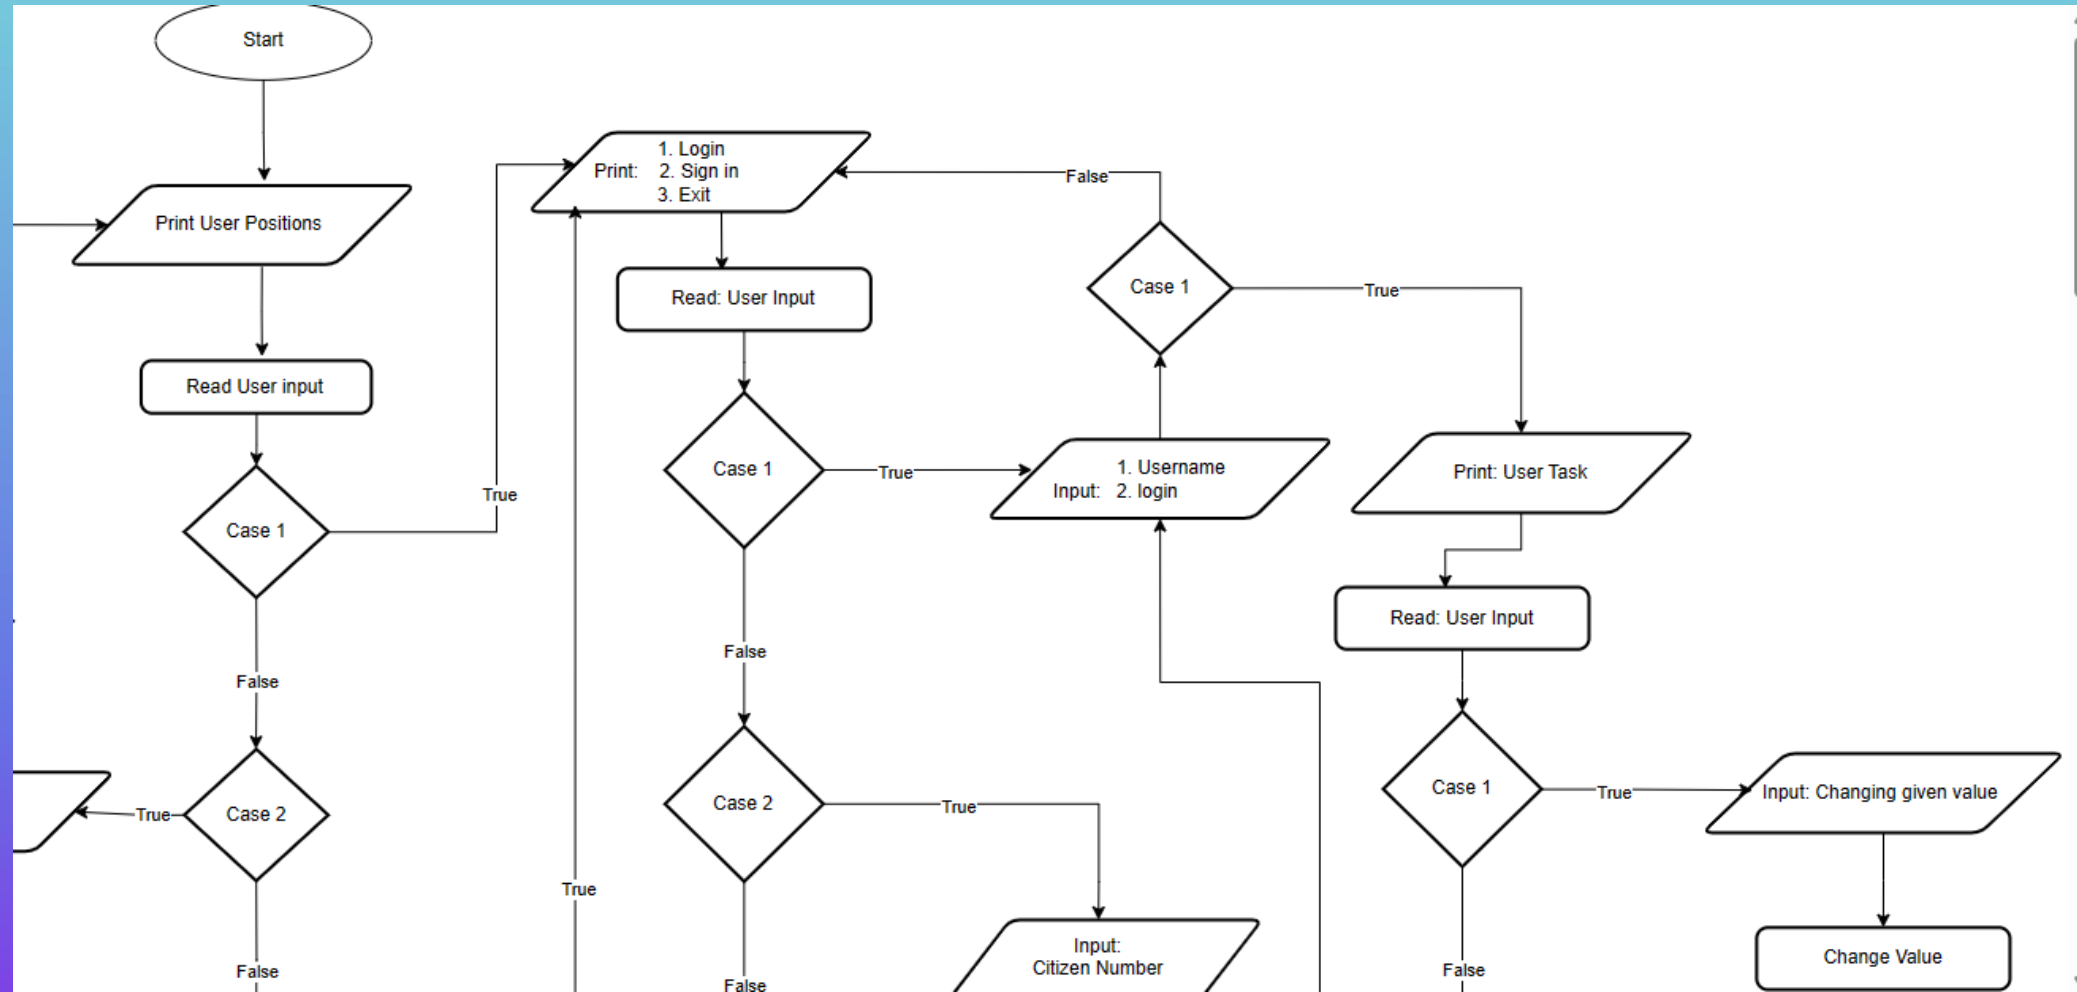 Start
Print User Positions
Read User input
Case 1
True
False
Case 2
True
False
1. Login
Print: 2. Sign in
3. Exit
Read: User Input
Case 1
True
False
Case 2
True
False
True
Input:
Citizen Number
1. Username
Input: 2. login
Case 1
False
True
Print: User Task
Read: User Input
Case 1
True
False
Input: Changing given value
Change Value